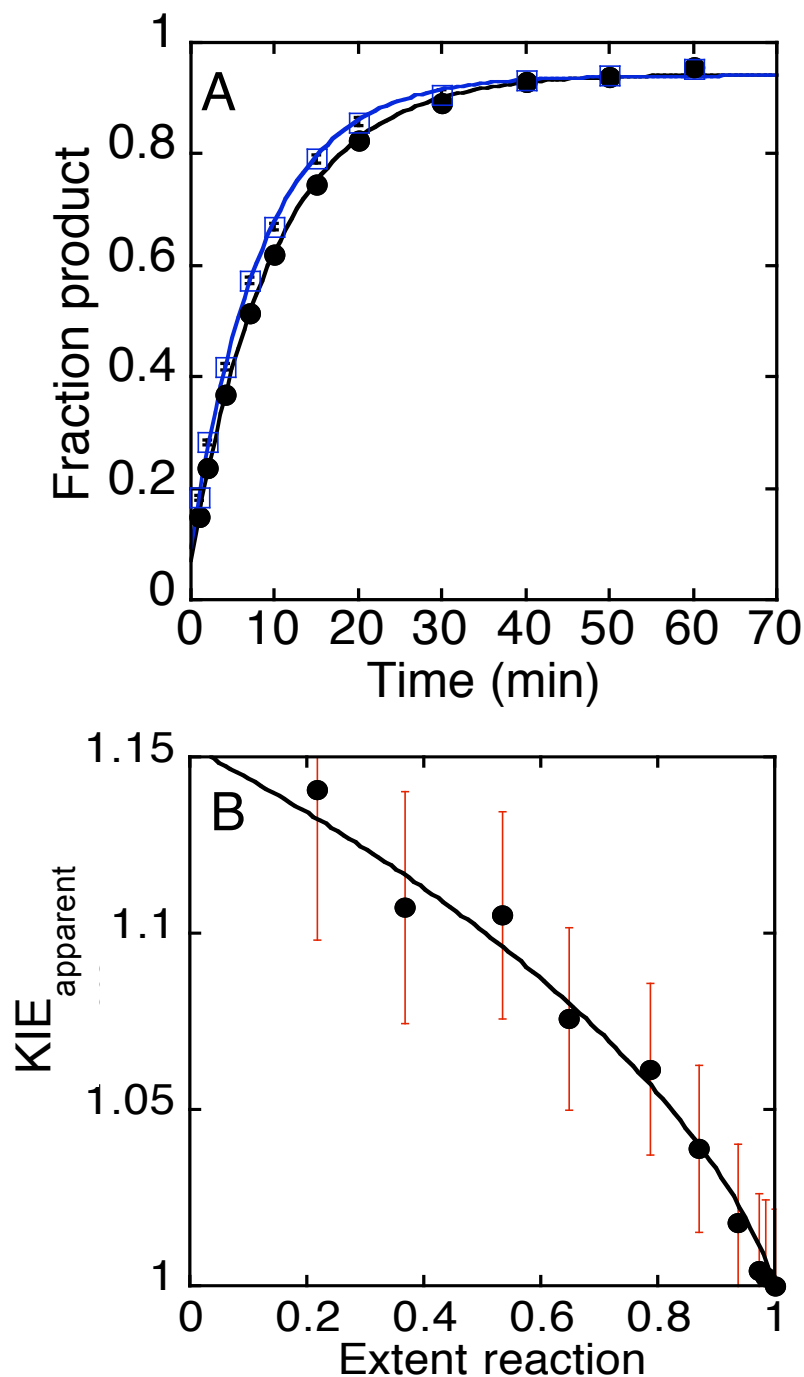 A
1
0.8
0.6
0.4
0.2
0
Fraction product
0 10 20 30 40 50 60 70
Time (min)
B
1.15
1.1
1.05
1
KIE apparent
0 0.2 0.4 0.6 0.8 1
Extent reaction